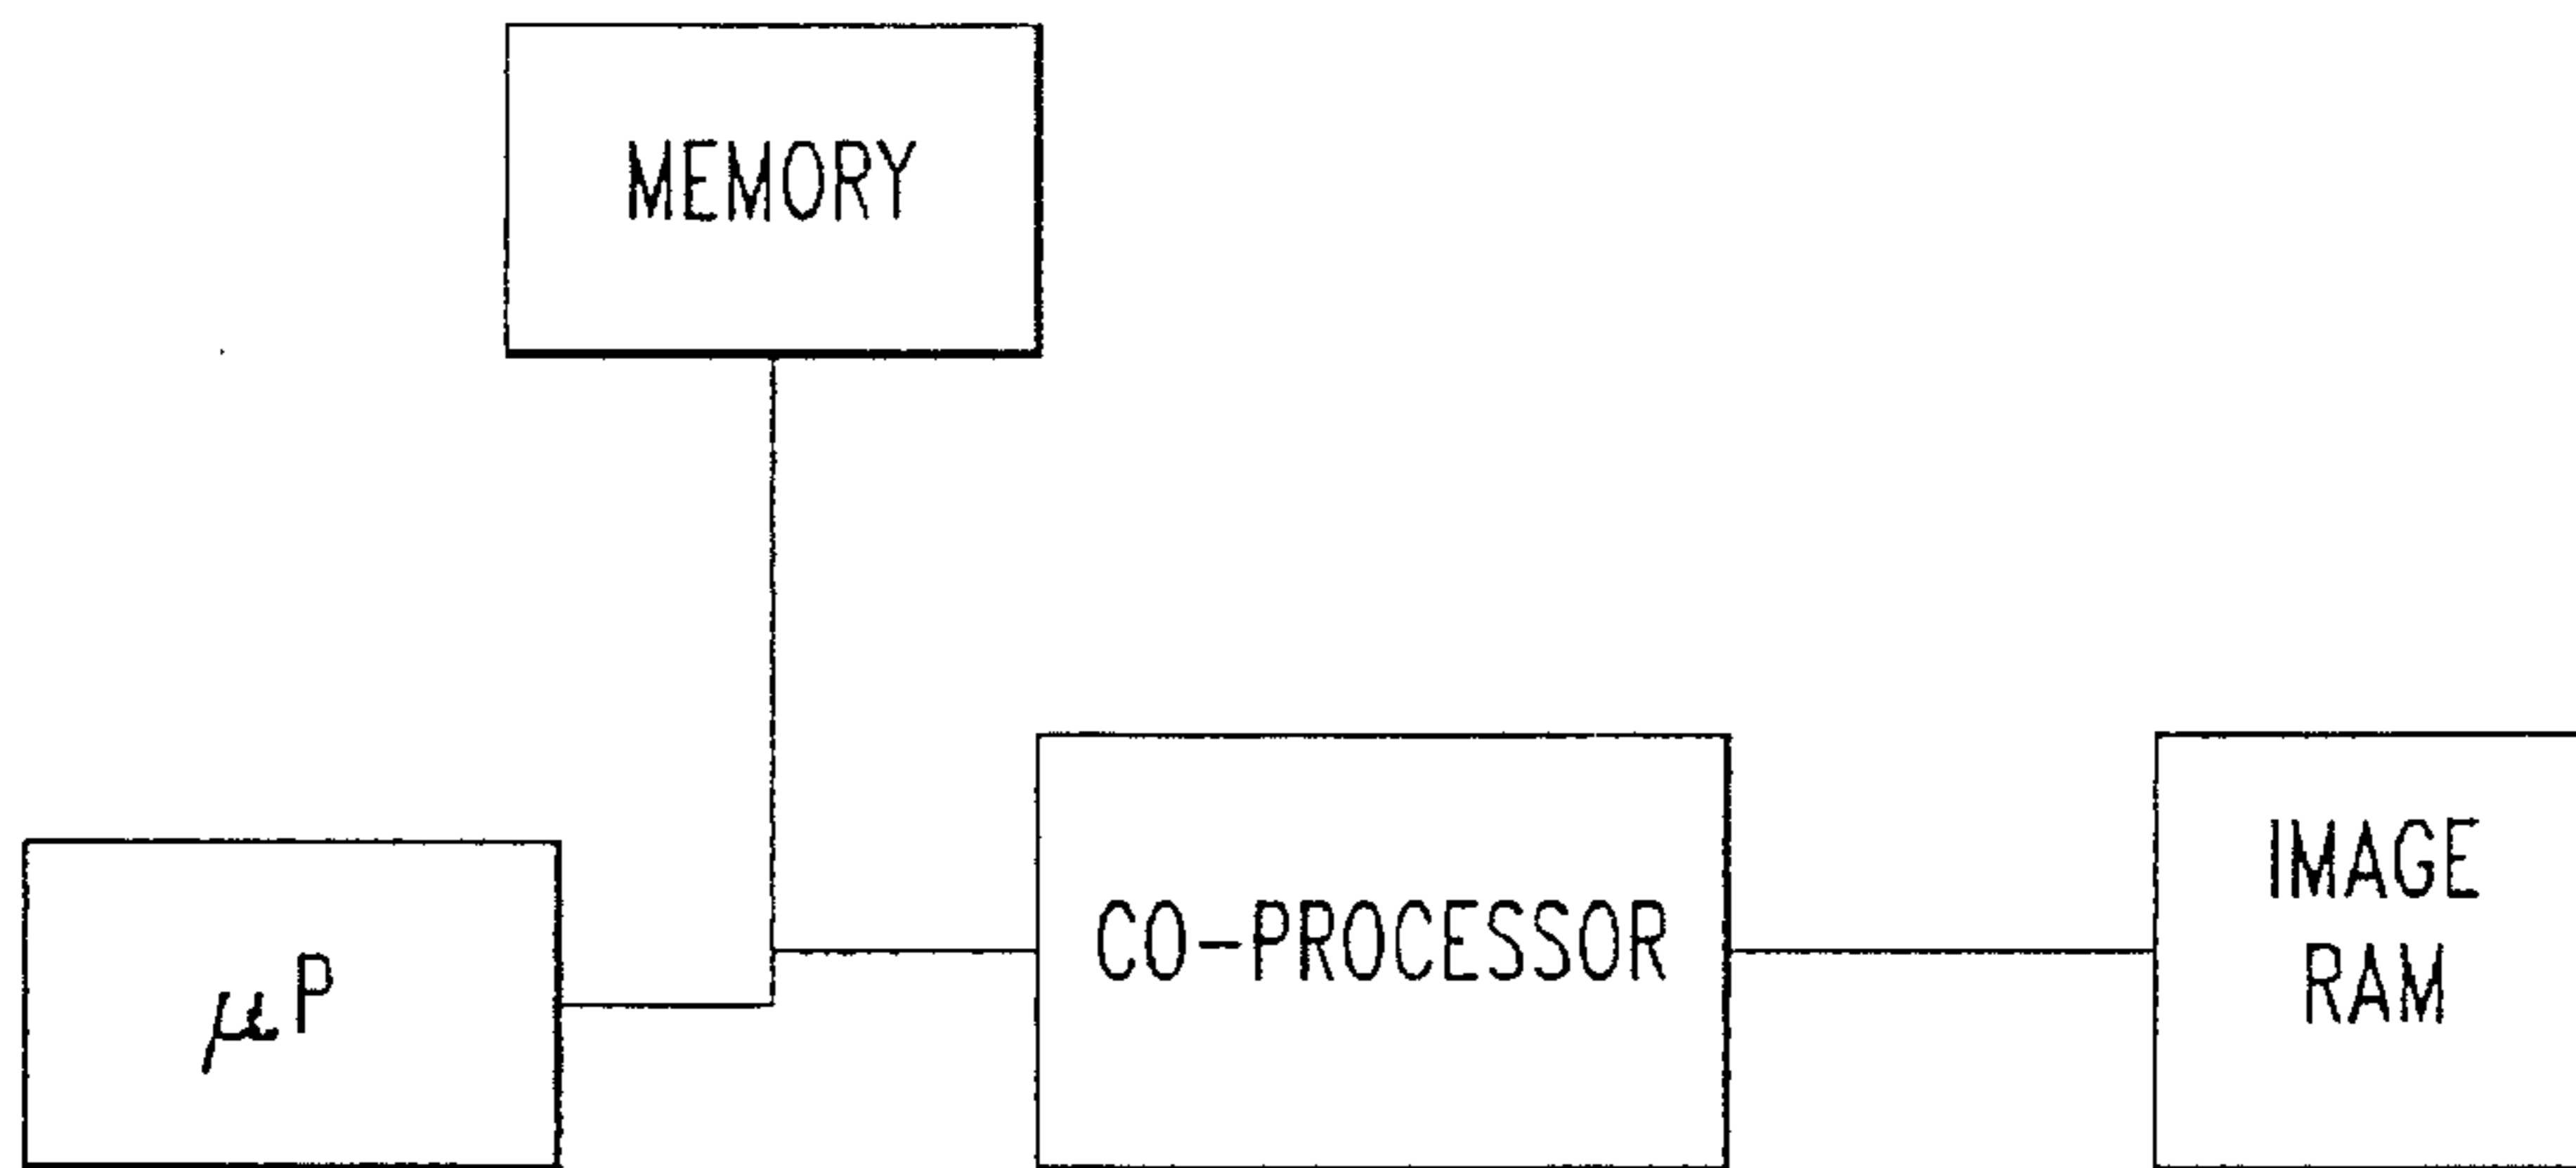 MEMORY
μP
CO-PROCESSOR
IMAGE
RAM